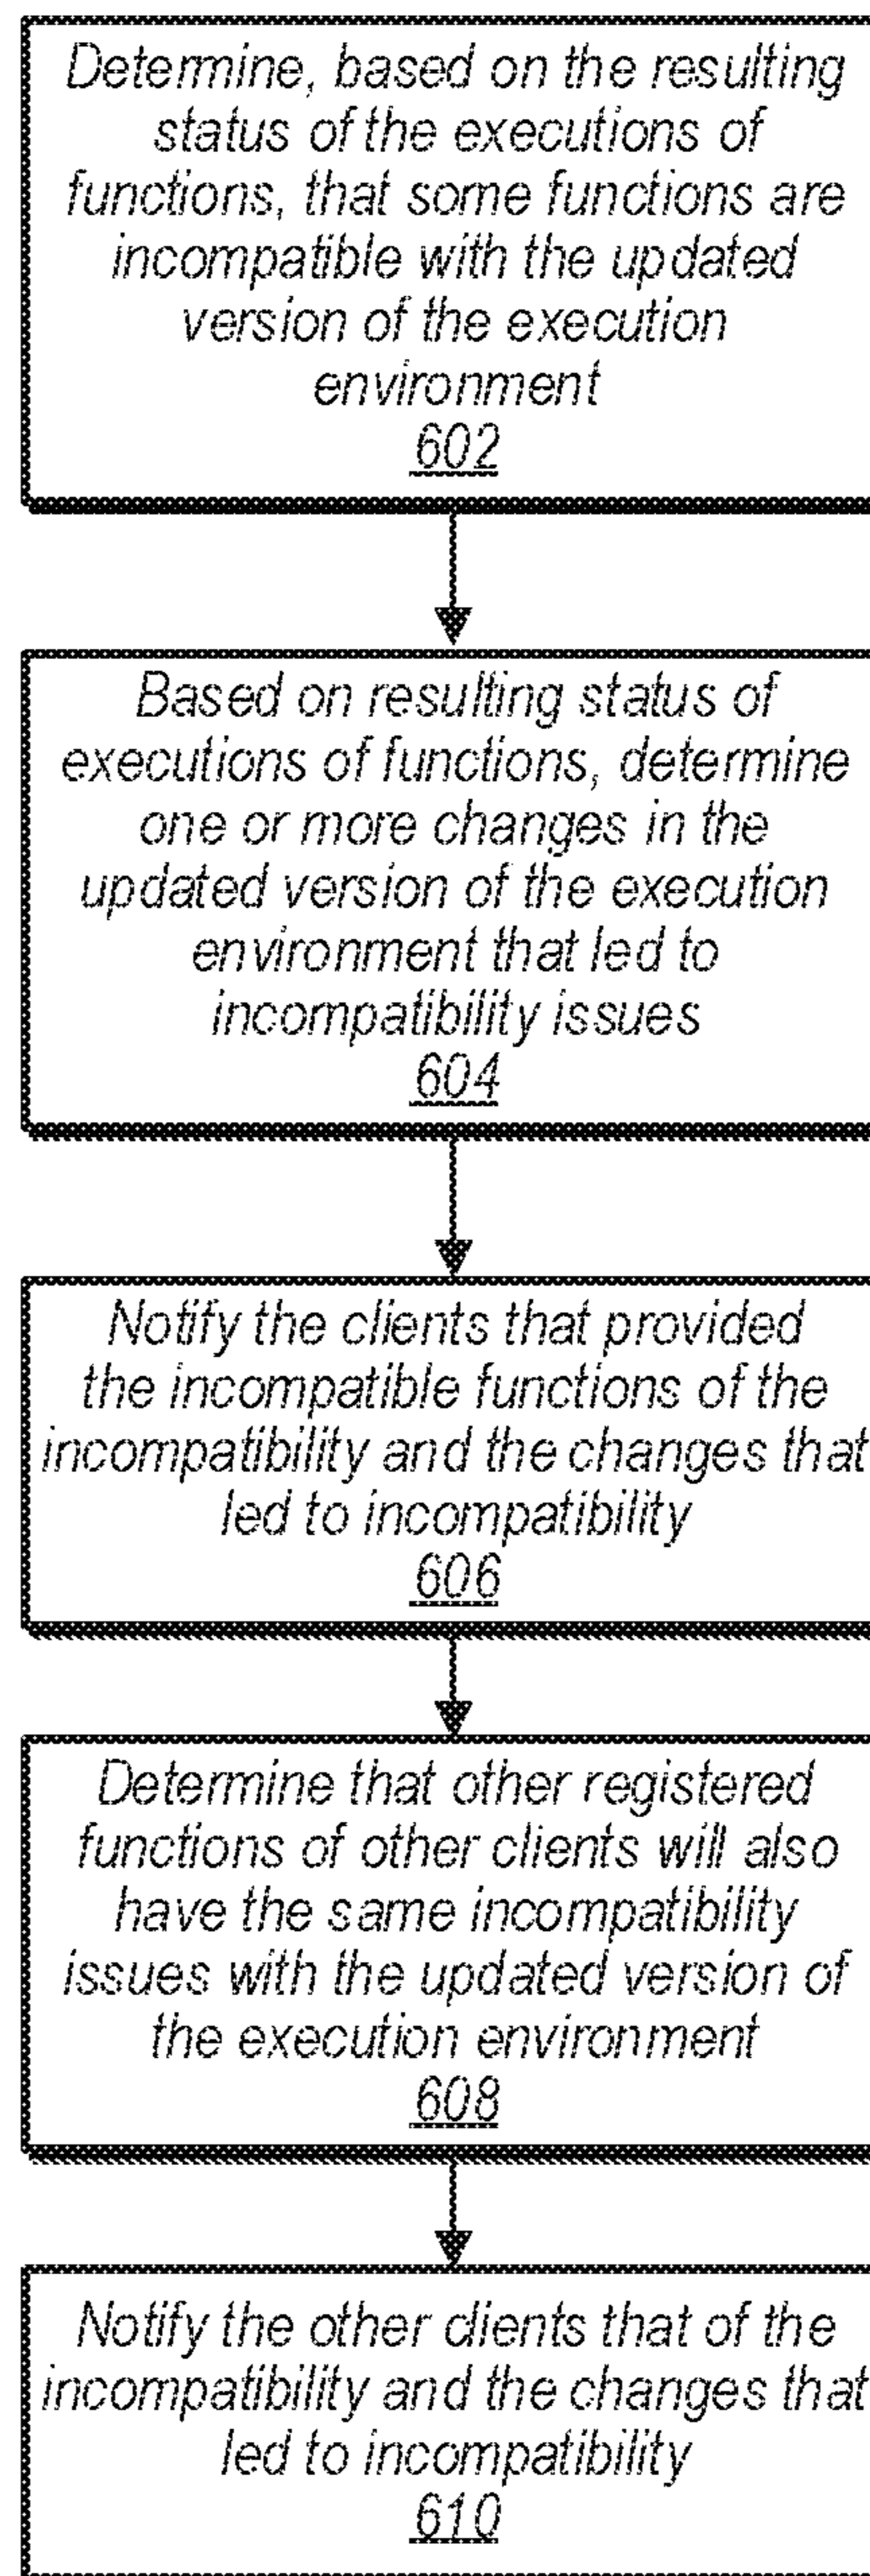 Determine, based on the resulting
status of the executions of
functions, that some functions are
incompatible with the updated
version of the execution
environment
602
Based on resulting status of
executions of functions, determine
one or more changes in the
updated version of the execution
environment that led to
incompatibility issues
604
Notify the clients that provided
the incompatible functions of the
incompatibility and the changes that
led to incompatibility
606
Determine that other registered
functions of other clients will also
have the same incompatibility
issues with the updated version of
the execution environment
608
Notify the other clients that of the
incompatibility and the changes that
led to incompatibility
610